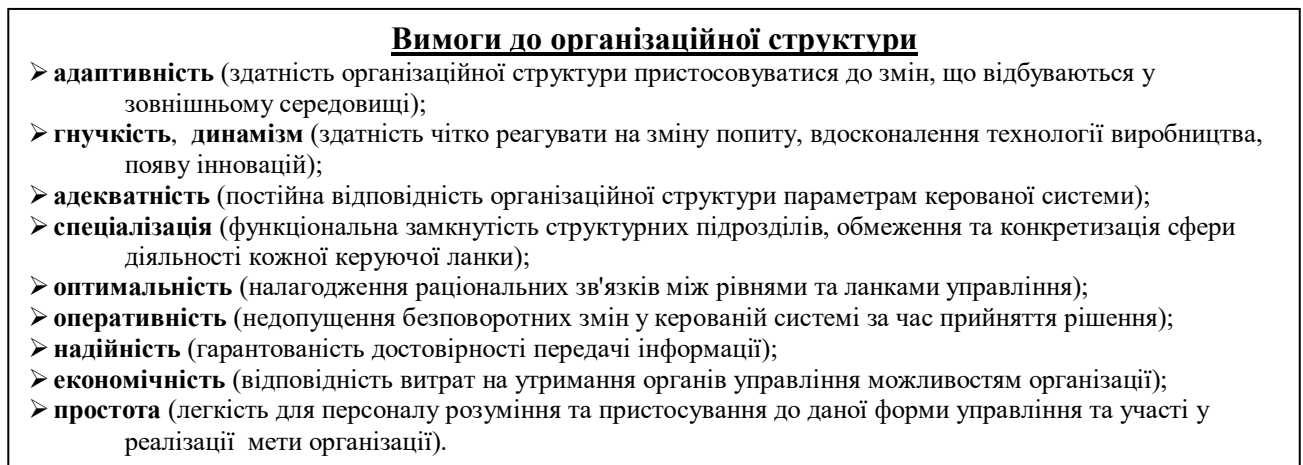 Вимоги до організаційної структури
➢ адаптивність (здатність організаційної структури пристосовуватися до змін, що відбуваються у
зовнішньому середовищі);
➢ гнучкість, динамізм (здатність чітко реагувати на зміну попиту, вдосконалення технології виробництва,
появу інновацій);
➢ адекватність (постійна відповідність організаційної структури параметрам керованої системи);
➢ спеціалізація (функціональна замкнутість структурних підрозділів, обмеження та конкретизація сфери
діяльності кожної керуючої ланки);
➢ оптимальність (налагодження раціональних зв'язків між рівнями та ланками управління);
➢ оперативність (недопущення безповоротних змін у керованій системі за час прийняття рішення);
➢ надійність (гарантованість достовірності передачі інформації);
➢ економічність (відповідність витрат на утримання органів управління можливостям організації);
➢ простота (легкість для персоналу розуміння та пристосування до даної форми управління та участі у
реалізації мети організації).